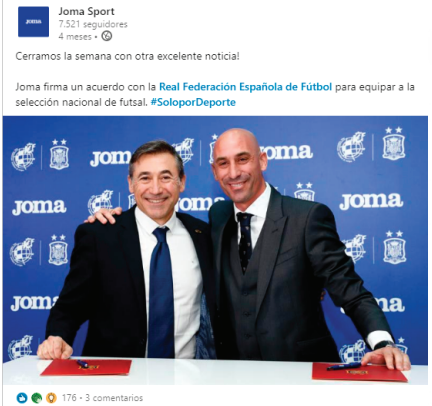 Joma Sport
7.521 seguidores
4 meses •
Cerramos la semana con otra excelente noticia!
Joma firma un acuerdo con la Real Federación Española de Fútbol para equipar a la
selección nacional de futsal. #SoloporDeporte
Joma
Joma
Joma
Joma
Joma
Joma
Joma
176 • 3 comentarios